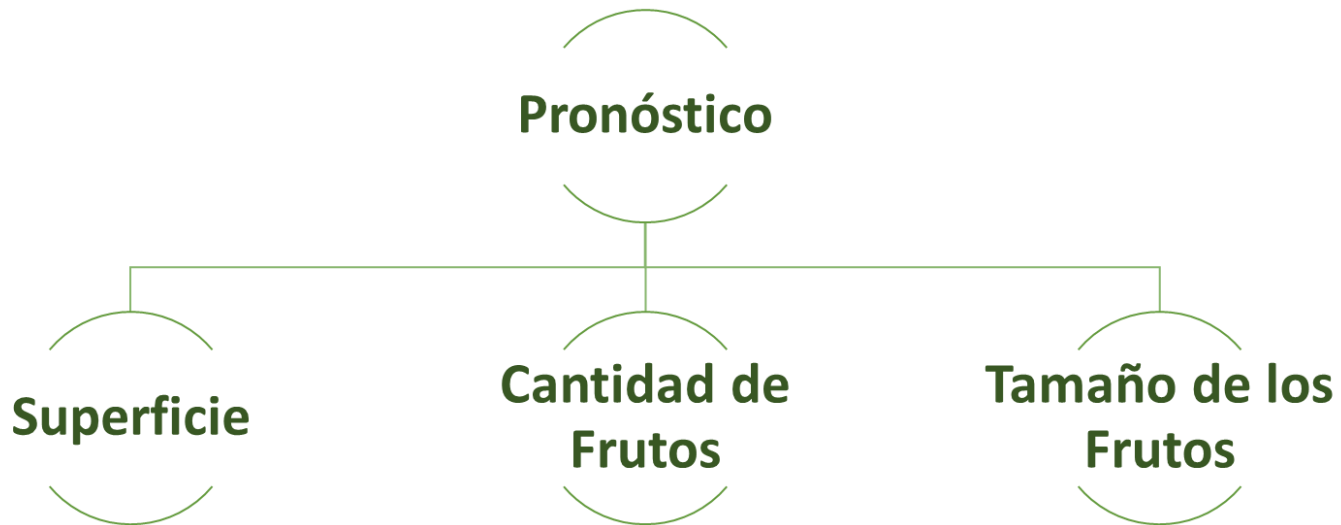 Pronóstico
Superficie
Cantidad de
Frutos
Tamaño de los
Frutos